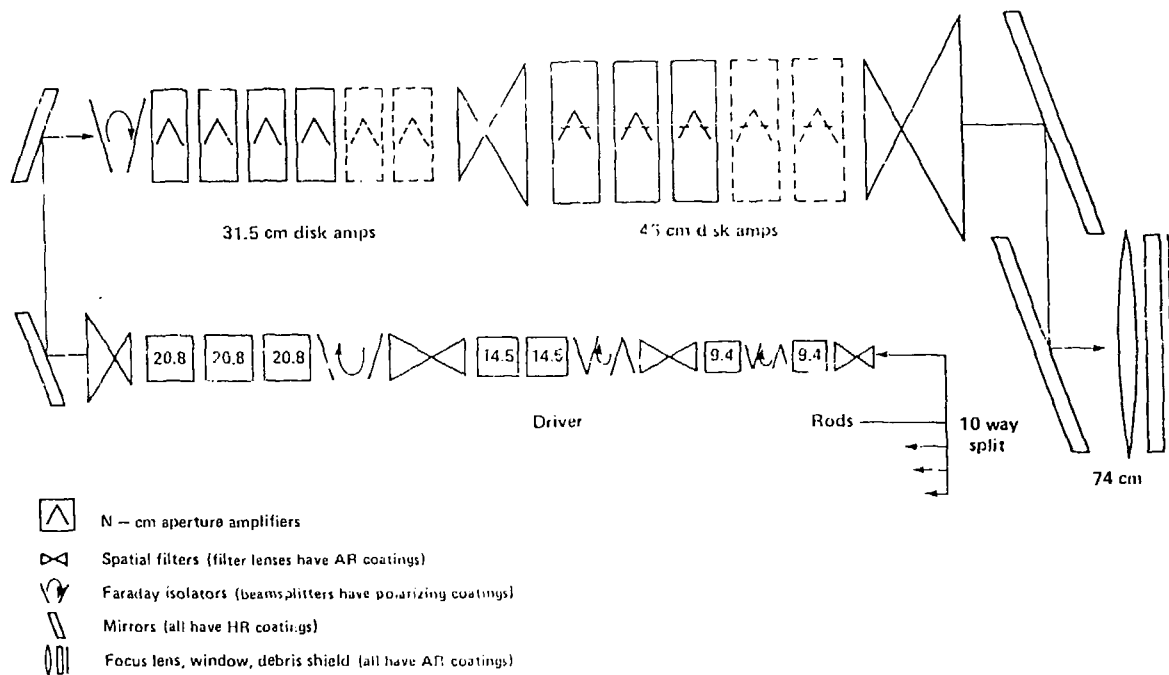 31.5 cm disk amps
46 cm disk amps
20.8 20.8 20.8 14.5 14.5 9.4 9.4
Driver
Rods
10 way
split
74 cm
N – cm aperture amplifiers
Spatial filters (filter lenses have AR coatings)
Faraday isolators (beamsplitters have polarizing coatings)
Mirrors (all have HR coatings)
Focus lens, window, debris shield (all have AR coatings)